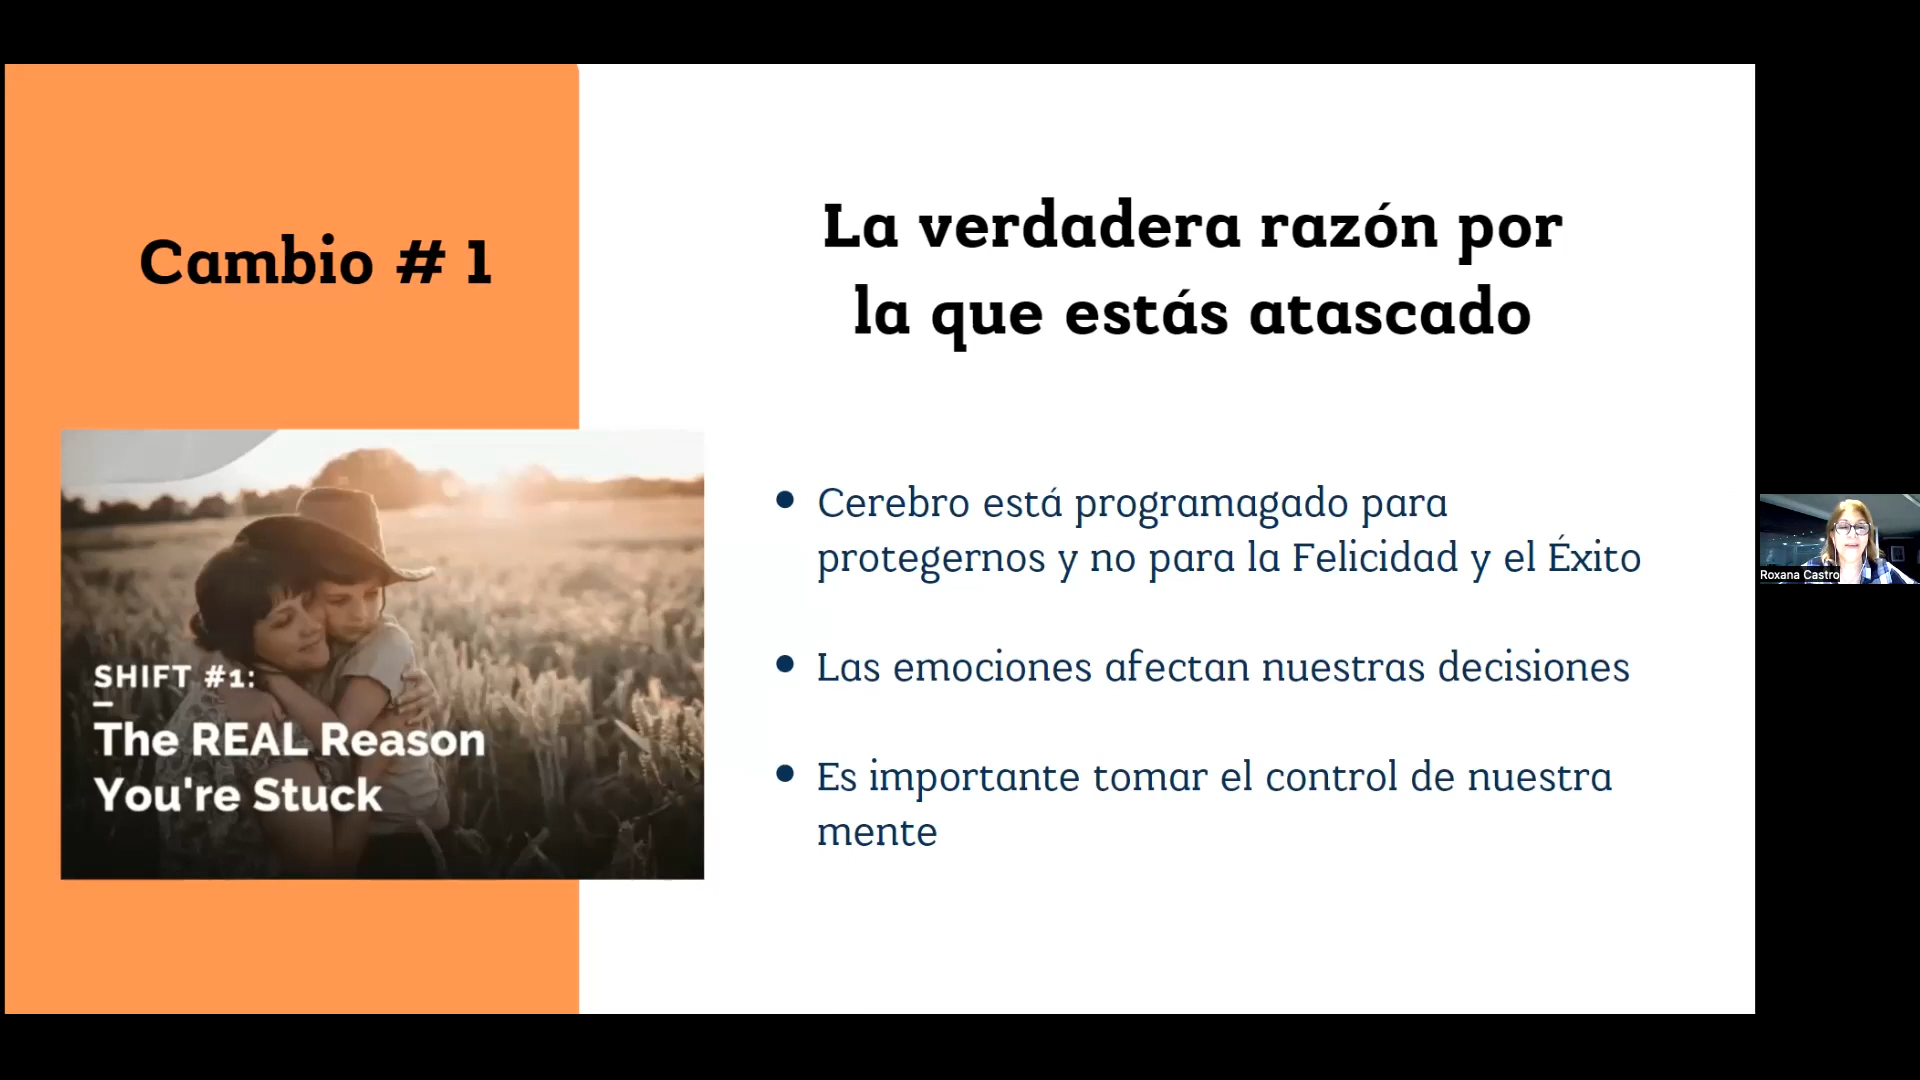 Cambio # 1
La verdadera razón por
la que estás atascado
SHIFT #1:
The REAL Reason
You're Stuck
• Cerebro está programagado para
protegernos y no para la Felicidad y el Éxito
• Las emociones afectan nuestras decisiones
• Es importante tomar el control de nuestra
mente
Roxana Castro